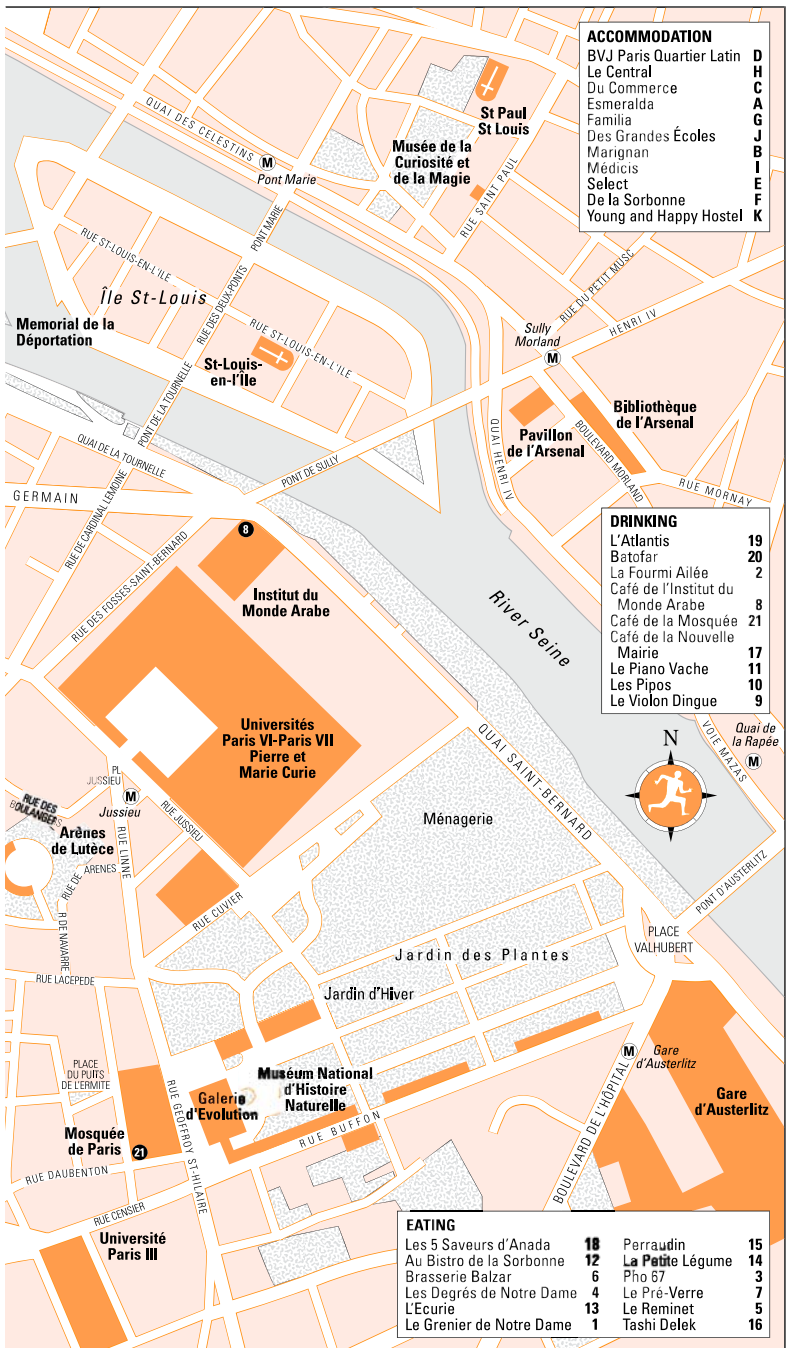 ACCOMMODATION
BVJ Paris Quartier Latin D
Le Central H
Du Commerce C
Esmeralda A
Familia G
Des Grandes Écoles J
Marignan B
Médicis I
Select E
De la Sorbonne F
Young and Happy Hostel K
St Paul
St Louis
QUAI DES CELESTINS
M
Pont Marie
Musée de la
Curiosité et
de la Magie
RUE SAINT PAUL
PONT MARIE
RUE ST-LOUIS-EN-L'ILE
RUE DES DEUX-PONTS
Île St-Louis
RUE DU PETIT MUSC
HENRI IV
Memorial de la
Déportation
RUE ST-LOUIS-EN-L'ILE
St-Louis-
en-l'Île
Sully
Morland
M
Bibliothèque
de l'Arsenal
Pavillon
de l'Arsenal
BOULEVARD MORLAND
QUAI HENRI IV
RUE MORNAY
PONT DE LA TOURNELLE
QUAI DE LA TOURNELLE
PONT DE SULLY
GERMAIN
RUE DE CARDINAL LEMOINE
RUE DES FOSSES-SAINT-BERNARD
8
Institut du
Monde Arabe
DRINKING
L'Atlantis 19
Batofar 20
La Fourmi Ailée 2
Café de l'Institut du
Monde Arabe 8
Café de la Mosquée 21
Café de la Nouvelle
Mairie 17
Le Piano Vache 11
Les Pipos 10
Le Violon Dingue 9
River Seine
Universités
Paris VI-Paris VII
Pierre et
Marie Curie
QUAI SAINT-BERNARD
VOIE MAZAS
Quai de
la Rapée
M
N
PL
JUSSIEU
M
Jussieu
RUE JUSSIEU
RUE DES
BOULANGERS
Arènes
de Lutèce
RUE LINNE
RUE DE ARENES
R DE NAVARRE
RUE CUVIER
Ménagerie
PONT D'AUSTERLITZ
PLACE
VALHUBERT
Jardin des Plantes
RUE LACEPEDE
Jardin d'Hiver
PLACE
DU PUITS
DE L'ERMITE
Muséum National
d'Histoire
Naturelle
Galerie
d'Evolution
RUE GEOFFROY ST-HILAIRE
RUE BUFFON
M
Gare
d'Austerlitz
Gare
d'Austerlitz
BOULEVARD DE L'HÔPITAL
Mosquée
de Paris
21
RUE DAUBENTON
RUE CENSIER
Université
Paris III
EATING
Les 5 Saveurs d'Anada 18
Au Bistro de la Sorbonne 12
Brasserie Balzar 6
Les Degrés de Notre Dame 4
L'Ecurie 13
Le Grenier de Notre Dame 1
Perraudin 15
La Petite Légume 14
Pho 67 3
Le Pré-Verre 7
Le Reminet 5
Tashi Delek 16